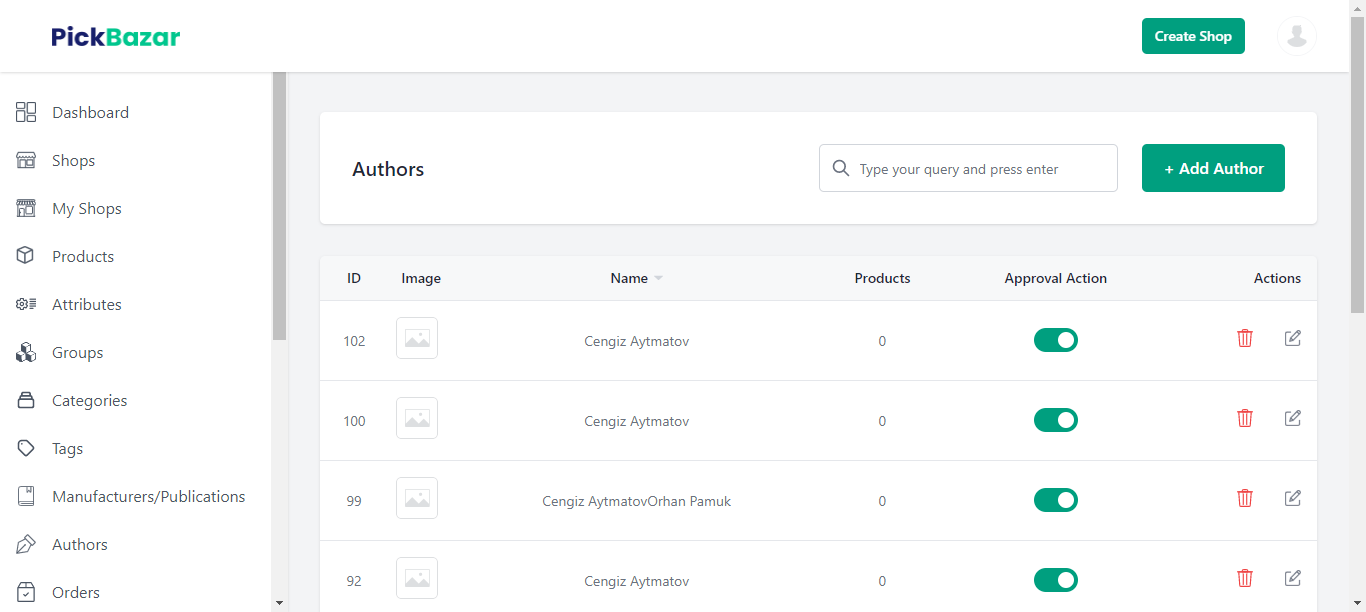 PickBazar
Create Shop
Dashboard
Shops
My Shops
Products
Attributes
Groups
Categories
Tags
Manufacturers/Publications
Authors
Orders
Authors
Type your query and press enter
+ Add Author
ID Image Name Products Approval Action Actions
102 Cengiz Aytmatov 0
100 Cengiz Aytmatov 0
99 Cengiz AytmatovOrhan Pamuk 0
92 Cengiz Aytmatov 0